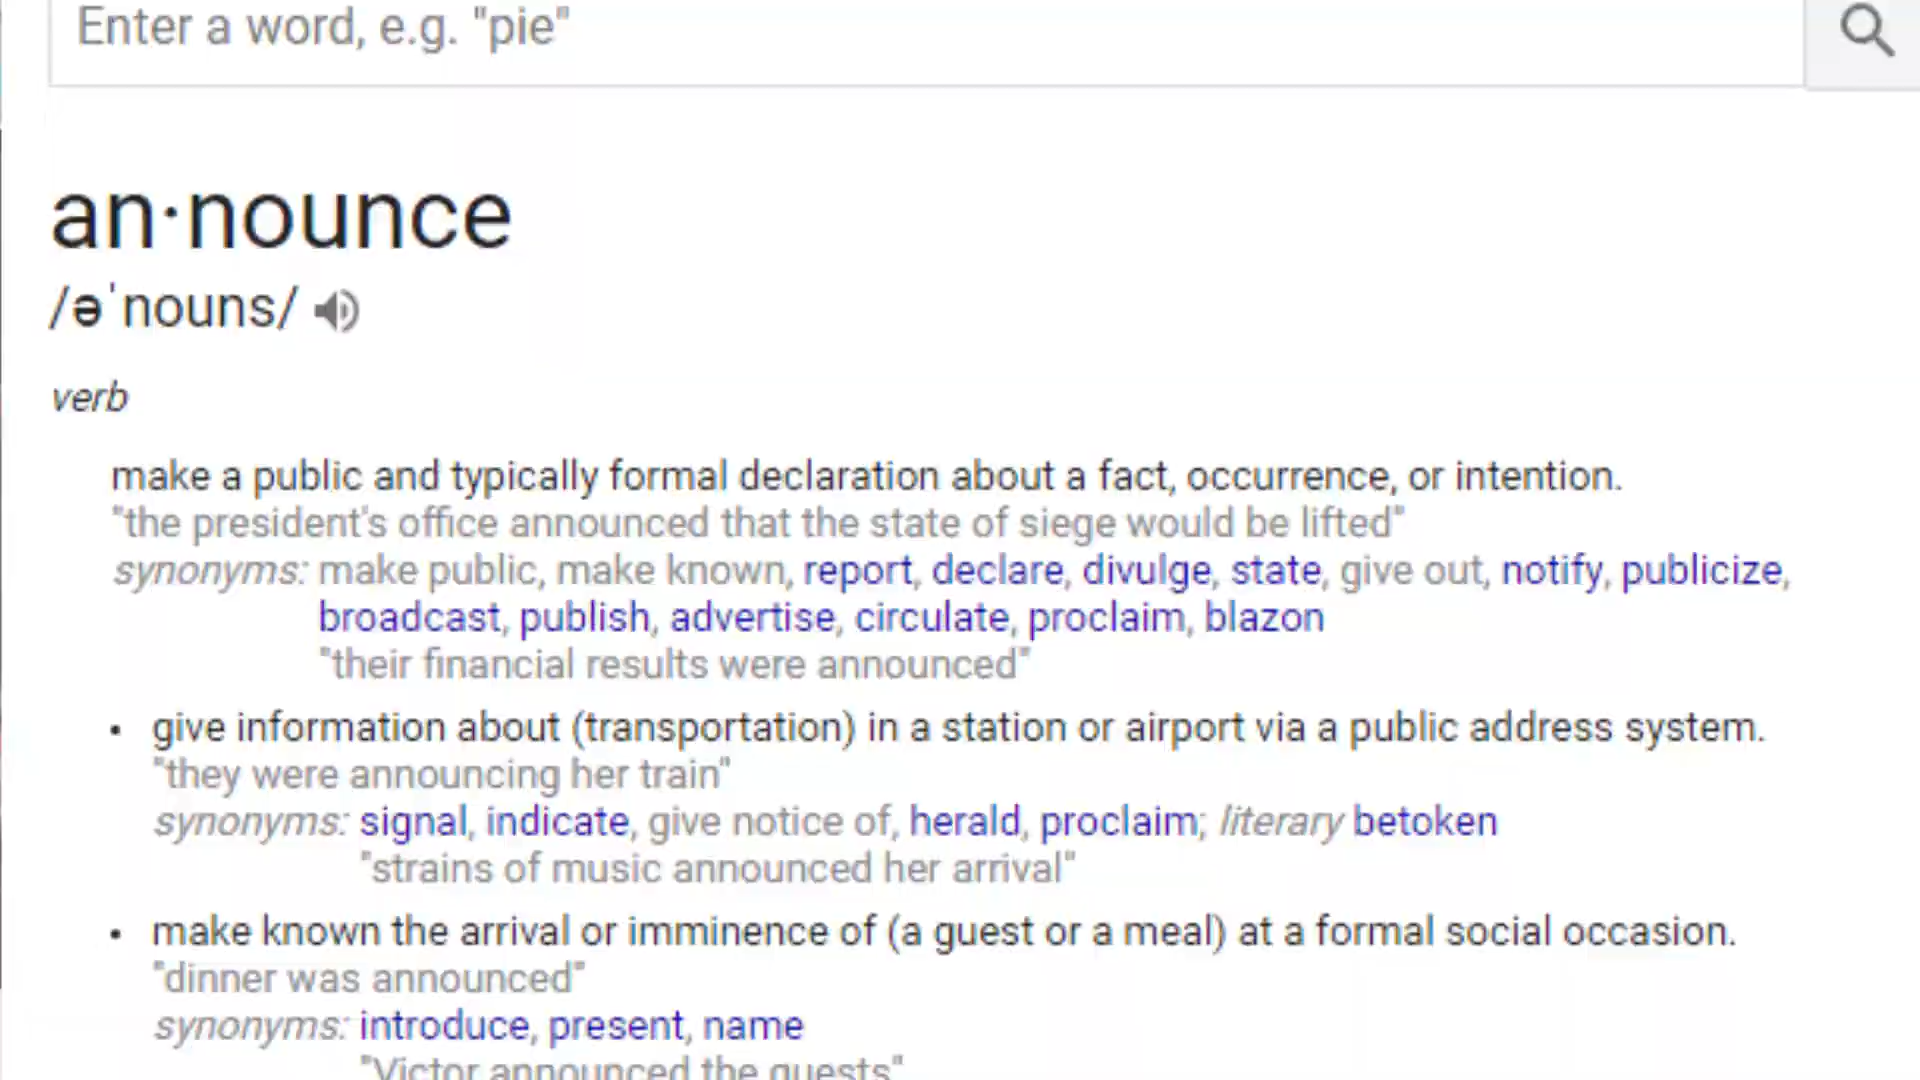 Enter a word, e.g. "pie"
an·nounce
/əˈnouns/
verb
make a public and typically formal declaration about a fact, occurrence, or intention.
"the president's office announced that the state of siege would be lifted"
synonyms: make public, make known, report, declare, divulge, state, give out, notify, publicize,
broadcast, publish, advertise, circulate, proclaim, blazon
"their financial results were announced"
• give information about (transportation) in a station or airport via a public address system.
"they were announcing her train"
synonyms: signal, indicate, give notice of, herald, proclaim; literary betoken
"strains of music announced her arrival"
• make known the arrival or imminence of (a guest or a meal) at a formal social occasion.
"dinner was announced"
synonyms: introduce, present, name
"Victor announced the guests"